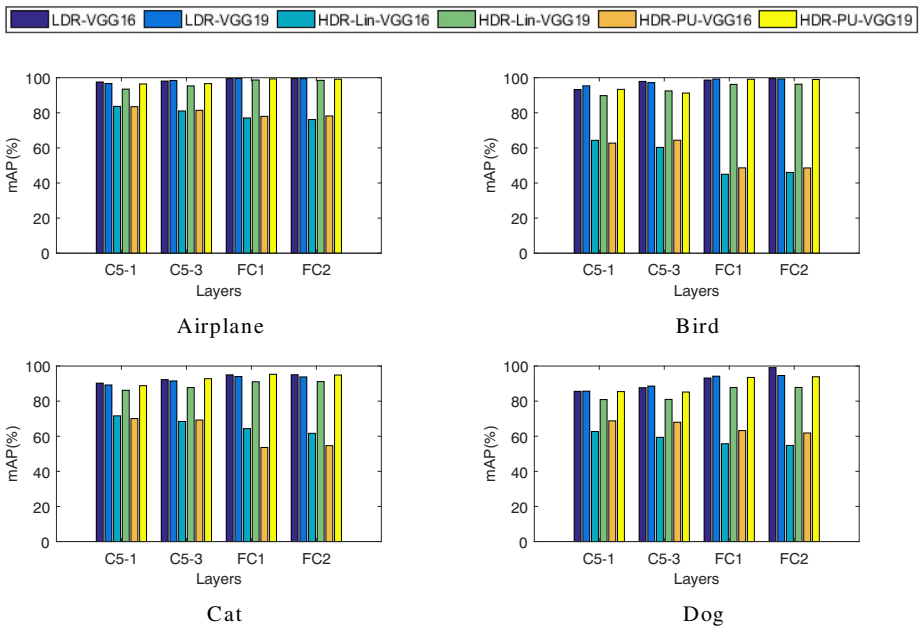 LDR-VGG16 LDR-VGG19 HDR-Lin-VGG16 HDR-Lin-VGG19 HDR-PU-VGG16 HDR-PU-VGG19
mAP(%)
100
80
60
40
20
0
C5-1 C5-3 FC1 FC2
Layers
Airplane
mAP(%)
100
80
60
40
20
0
C5-1 C5-3 FC1 FC2
Layers
Bird
mAP(%)
100
80
60
40
20
0
C5-1 C5-3 FC1 FC2
Layers
Cat
mAP(%)
100
80
60
40
20
0
C5-1 C5-3 FC1 FC2
Layers
Dog